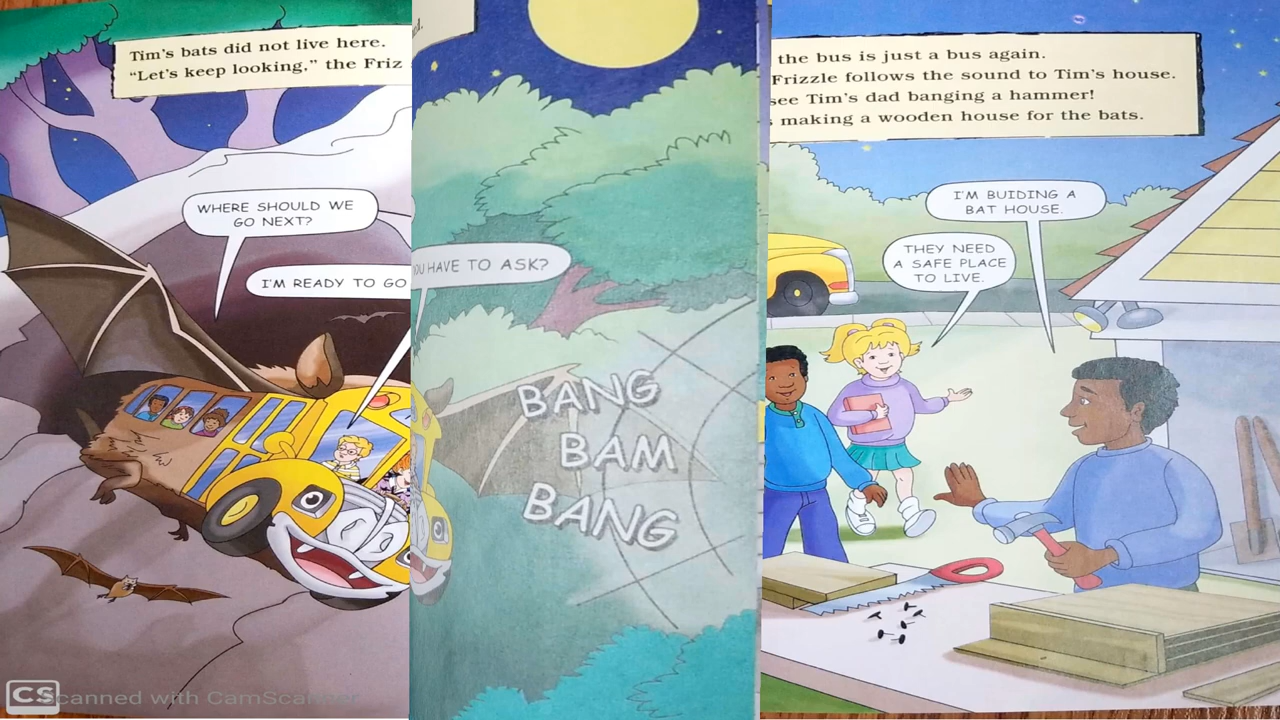 Tim's bats did not live here.
"Let's keep looking," the Friz
WHERE SHOULD WE
GO NEXT?
I'M READY TO GO
CS Scanned with CamScanner
OU HAVE TO ASK?
BANG
BAM
BANG
the bus is just a bus again.
Frizzle follows the sound to Tim's house.
see Tim's dad banging a hammer!
making a wooden house for the bats.
I'M BUIDING A
BAT HOUSE.
THEY NEED
A SAFE PLACE
TO LIVE.